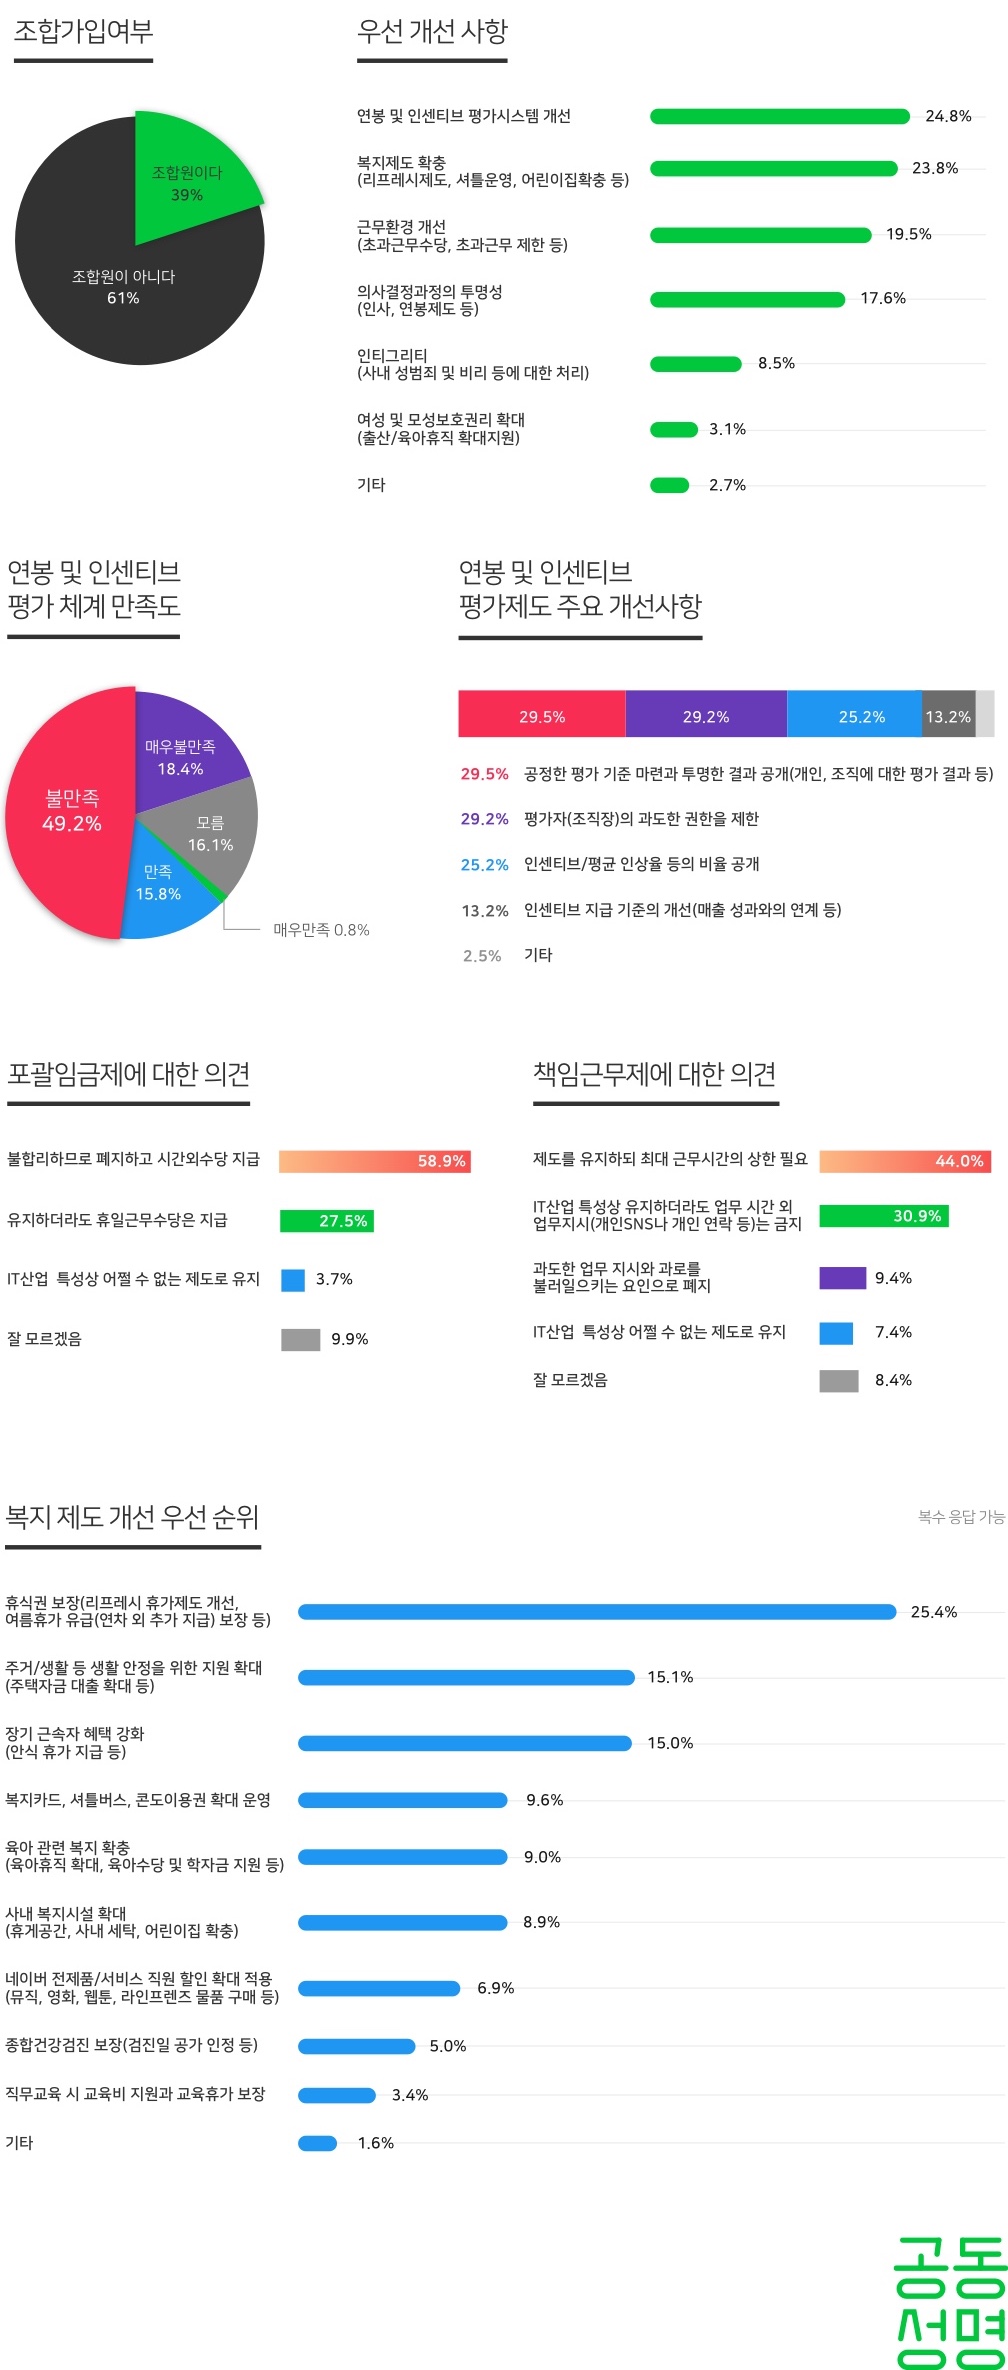 조합가입여부
조합원이다
39%
조합원이 아니다
61%
우선 개선 사항
연봉 및 인센티브 평가시스템 개선
24.8%
복지제도 확충
(리프레시제도, 셔틀운영, 어린이집확충 등)
23.8%
근무환경 개선
(초과근무수당, 초과근무 제한 등)
19.5%
의사결정과정의 투명성
(인사, 연봉제도 등)
17.6%
인티그리티
(사내 성범죄 및 비리 등에 대한 처리)
8.5%
여성 및 모성보호권리 확대
(출산/육아휴직 확대지원)
3.1%
기타
2.7%
연봉 및 인센티브
평가 체계 만족도
매우불만족
18.4%
불만족
49.2%
모름
16.1%
만족
15.8%
매우만족 0.8%
연봉 및 인센티브
평가제도 주요 개선사항
29.5% 29.2% 25.2% 13.2%
29.5% 공정한 평가 기준 마련과 투명한 결과 공개(개인, 조직에 대한 평가 결과 등)
29.2% 평가자(조직장)의 과도한 권한을 제한
25.2% 인센티브/평균 인상율 등의 비율 공개
13.2% 인센티브 지급 기준의 개선(매출 성과와의 연계 등)
2.5% 기타
포괄임금제에 대한 의견
불합리하므로 폐지하고 시간외수당 지급 58.9%
유지하더라도 휴일근무수당은 지급 27.5%
IT산업 특성상 어쩔 수 없는 제도로 유지 3.7%
잘 모르겠음 9.9%
책임근무제에 대한 의견
제도를 유지하되 최대 근무시간의 상한 필요 44.0%
IT산업 특성상 유지하더라도 업무 시간 외
업무지시(개인SNS나 개인 연락 등)는 금지
30.9%
과도한 업무 지시와 과로를
불러일으키는 요인으로 폐지
9.4%
IT산업 특성상 어쩔 수 없는 제도로 유지 7.4%
잘 모르겠음 8.4%
복지 제도 개선 우선 순위
복수 응답 가능
휴식권 보장(리프레시 휴가제도 개선,
여름휴가 유급(연차 외 추가 지급) 보장 등)
25.4%
주거/생활 등 생활 안정을 위한 지원 확대
(주택자금 대출 확대 등)
15.1%
장기 근속자 혜택 강화
(안식 휴가 지급 등)
15.0%
복지카드, 셔틀버스, 콘도이용권 확대 운영 9.6%
육아 관련 복지 확충
(육아휴직 확대, 육아수당 및 학자금 지원 등)
9.0%
사내 복지시설 확대
(휴게공간, 사내 세탁, 어린이집 확충)
8.9%
네이버 전제품/서비스 직원 할인 확대 적용
(뮤직, 영화, 웹툰, 라인프렌즈 물품 구매 등)
6.9%
종합건강검진 보장(검진일 공가 인정 등) 5.0%
직무교육 시 교육비 지원과 교육휴가 보장 3.4%
기타 1.6%
공동
성명